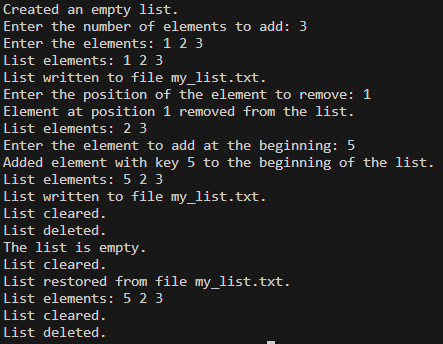 Created an empty list.
Enter the number of elements to add: 3
Enter the elements: 1 2 3
List elements: 1 2 3
List written to file my_list.txt.
Enter the position of the element to remove: 1
Element at position 1 removed from the list.
List elements: 2 3
Enter the element to add at the beginning: 5
Added element with key 5 to the beginning of the list.
List elements: 5 2 3
List written to file my_list.txt.
List cleared.
List deleted.
The list is empty.
List cleared.
List restored from file my_list.txt.
List elements: 5 2 3
List cleared.
List deleted.